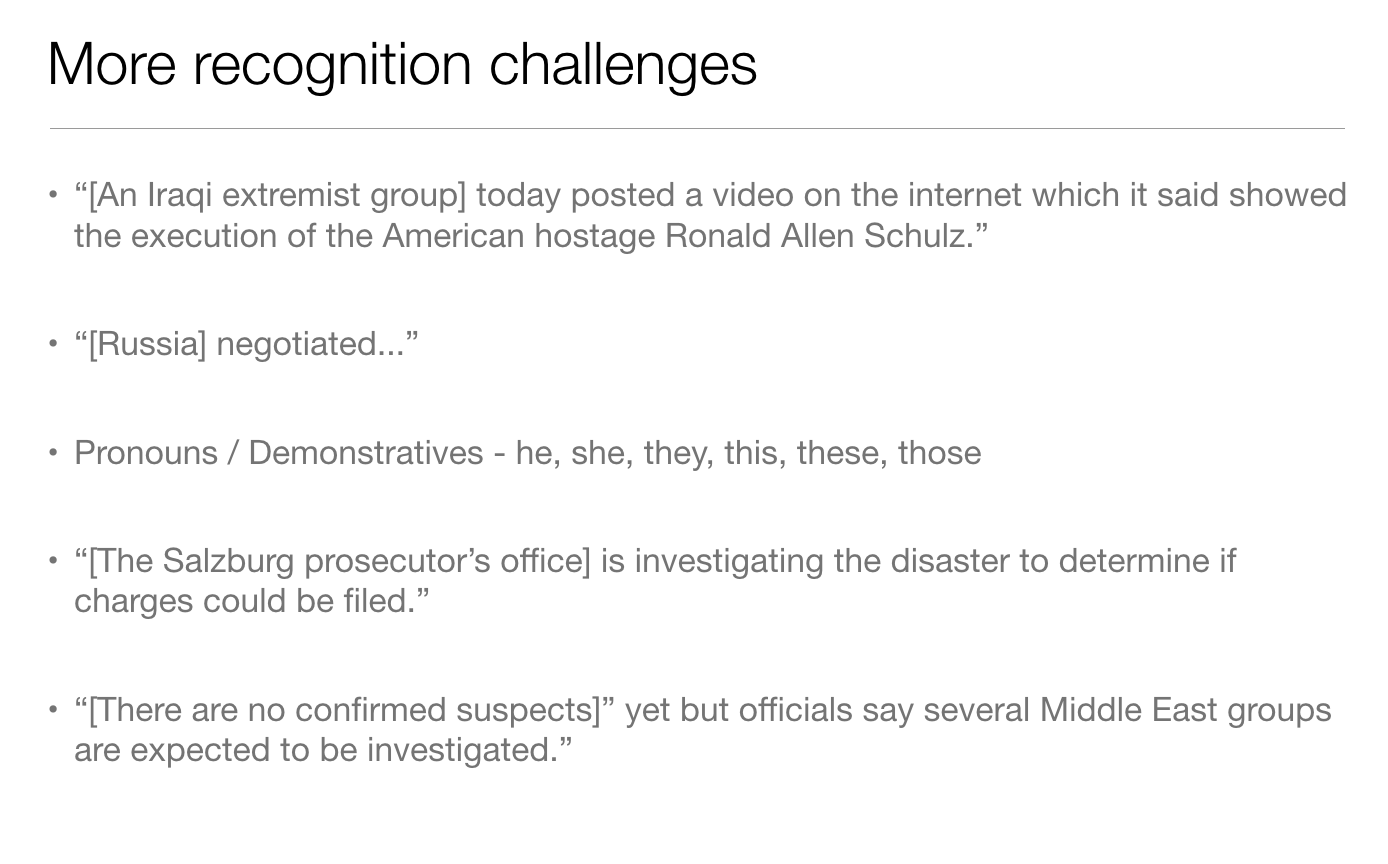 More recognition challenges
• “[An Iraqi extremist group] today posted a video on the internet which it said showed
the execution of the American hostage Ronald Allen Schulz.”
• “[Russia] negotiated...”
• Pronouns / Demonstratives - he, she, they, this, these, those
• “[The Salzburg prosecutor’s office] is investigating the disaster to determine if
charges could be filed.”
• “[There are no confirmed suspects]” yet but officials say several Middle East groups
are expected to be investigated.”